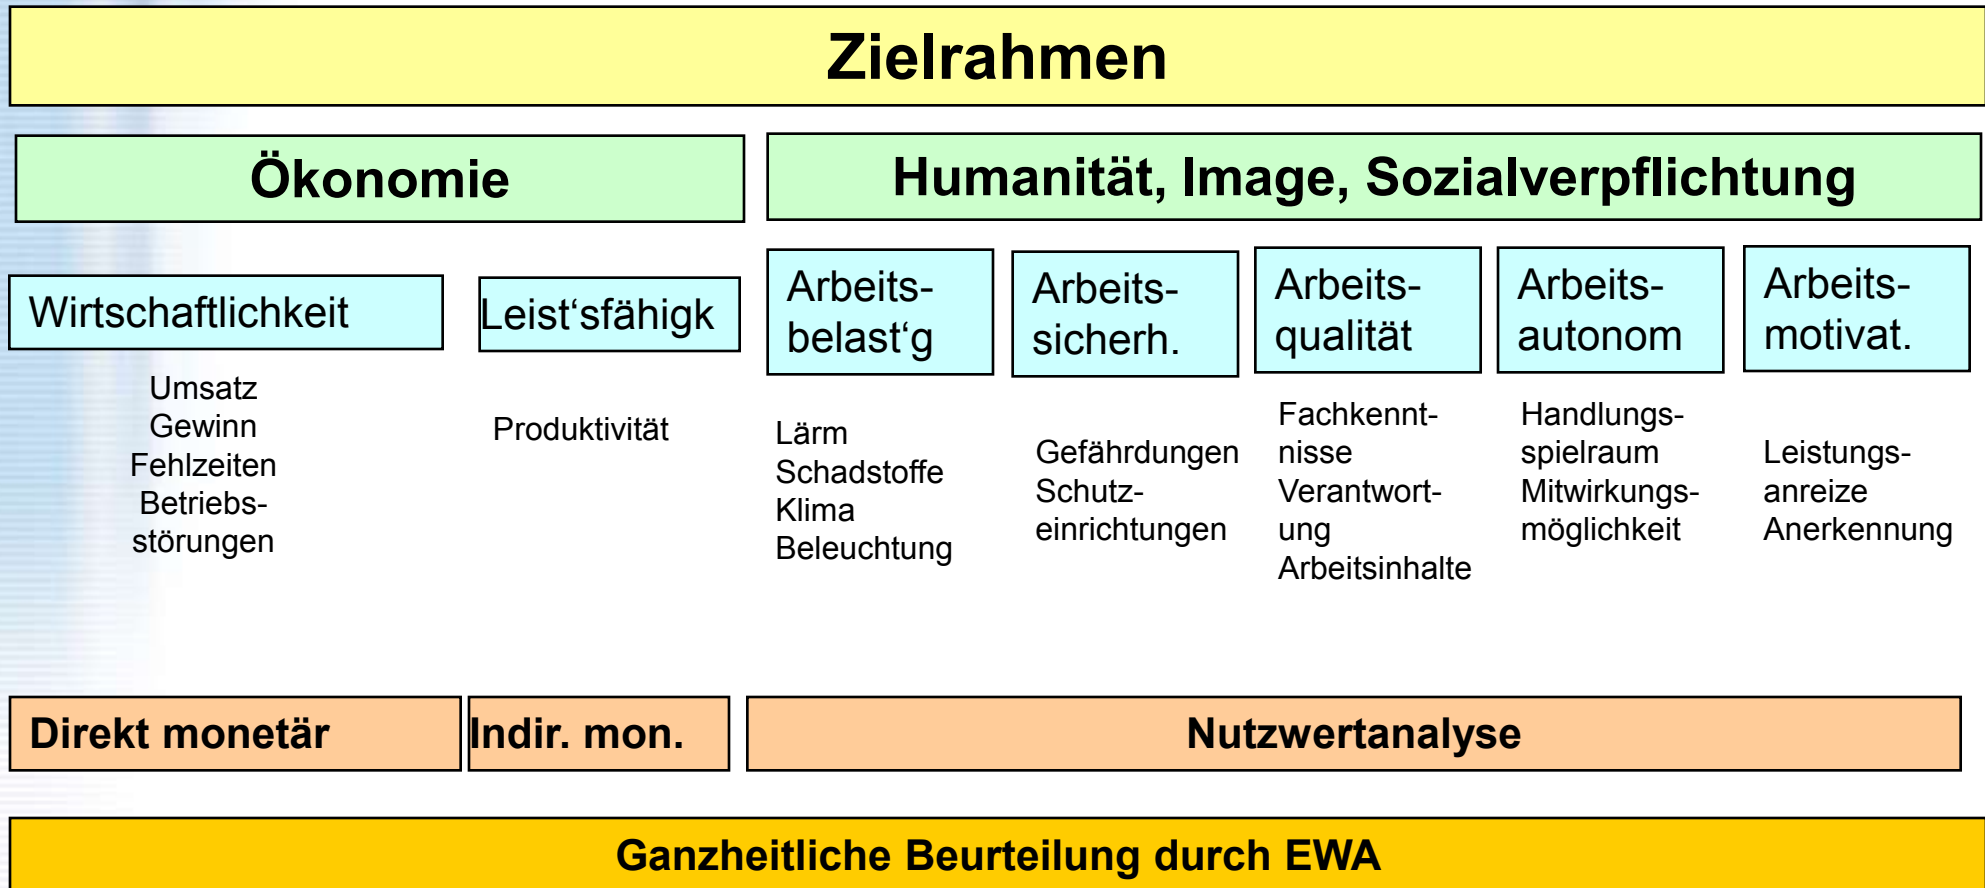 Zielrahmen
Ökonomie
Humanität, Image, Sozialverpflichtung
Wirtschaftlichkeit
Leist‘sfähigk
Arbeits-
belast‘g
Arbeits-
sicherh.
Arbeits-
qualität
Arbeits-
autonom
Arbeits-
motivat.
Umsatz
Gewinn
Fehlzeiten
Betriebs-
störungen
Produktivität
Lärm
Schadstoffe
Klima
Beleuchtung
Gefährdungen
Schutz-
einrichtungen
Fachkennt-
nisse
Verantwort-
ung
Arbeitsinhalte
Handlungs-
spielraum
Mitwirkungs-
möglichkeit
Leistungs-
anreize
Anerkennung
Direkt monetär
Indir. mon.
Nutzwertanalyse
Ganzheitliche Beurteilung durch EWA